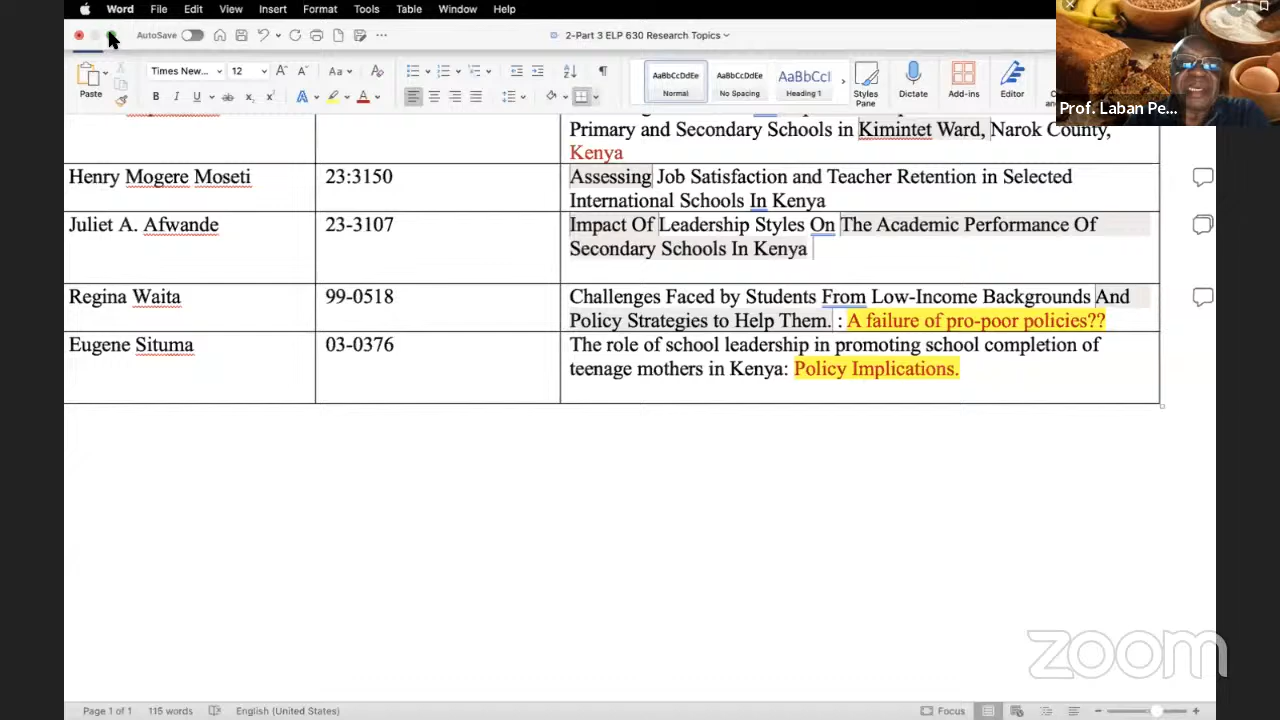 Word File Edit View Insert Format Tools Table Window Help
AutoSave 2-Part 3 ELP 630 Research Topics
Paste Times New... 12 Aa AaBbCcDdEe AaBbCcDdEe AaBbCcI
Normal No Spacing Heading 1 Styles Pane Dictate Add-ins Editor
Prof. Laban Pe...
Primary and Secondary Schools in Kimintet Ward, Narok County,
Kenya
Henry Mogere Moseti 23:3150 Assessing Job Satisfaction and Teacher Retention in Selected
International Schools In Kenya
Juliet A. Afwande 23-3107 Impact Of Leadership Styles On The Academic Performance Of
Secondary Schools In Kenya
Regina Waita 99-0518 Challenges Faced by Students From Low-Income Backgrounds And
Policy Strategies to Help Them. : A failure of pro-poor policies??
Eugene Situma 03-0376 The role of school leadership in promoting school completion of
teenage mothers in Kenya: Policy Implications.
zoom
Page 1 of 1 115 words English (United States) Focus